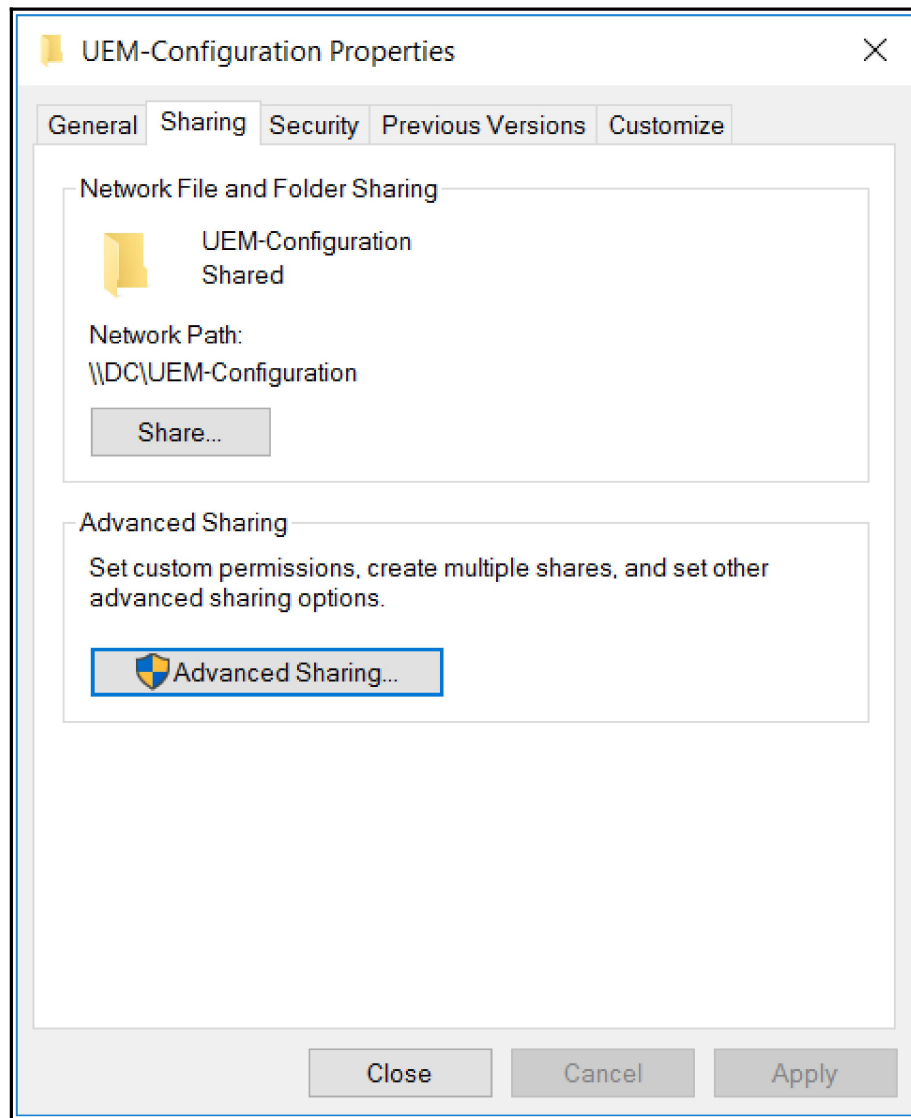 UEM-Configuration Properties
General Sharing Security Previous Versions Customize
Network File and Folder Sharing
UEM-Configuration
Shared
Network Path:
\\DC\UEM-Configuration
Share...
Advanced Sharing
Set custom permissions, create multiple shares, and set other
advanced sharing options.
Advanced Sharing...
Close Cancel Apply